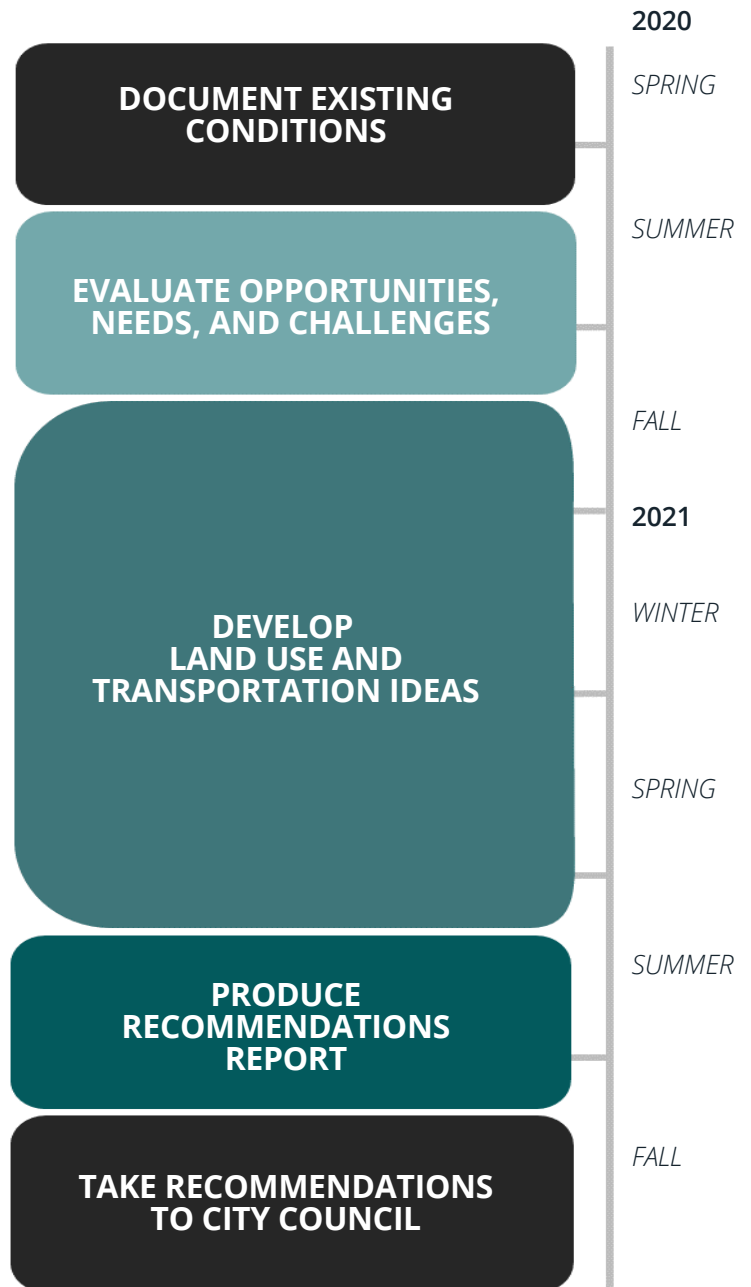 2020
SPRING
DOCUMENT EXISTING
CONDITIONS
SUMMER
EVALUATE OPPORTUNITIES,
NEEDS, AND CHALLENGES
FALL
2021
WINTER
DEVELOP
LAND USE AND
TRANSPORTATION IDEAS
SPRING
SUMMER
PRODUCE
RECOMMENDATIONS
REPORT
FALL
TAKE RECOMMENDATIONS
TO CITY COUNCIL